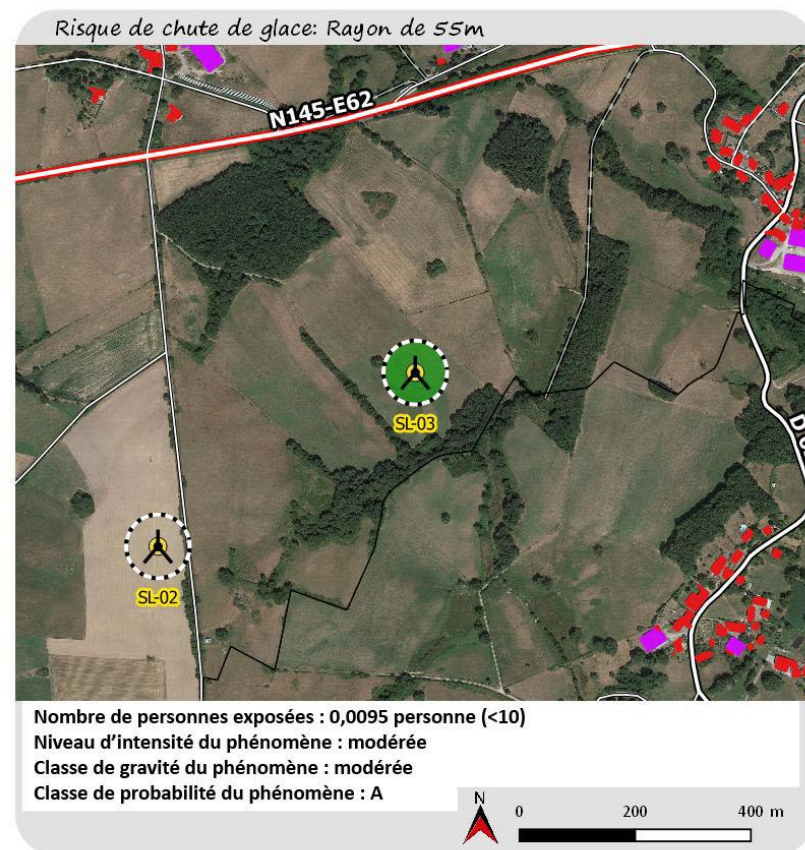 Risque de chute de glace: Rayon de 55m
N145-E62
SL-03
SL-02
Nombre de personnes exposées : 0,0095 personne (<10)
Niveau d'intensité du phénomène : modérée
Classe de gravité du phénomène : modérée
Classe de probabilité du phénomène : A
N
0 200 400 m